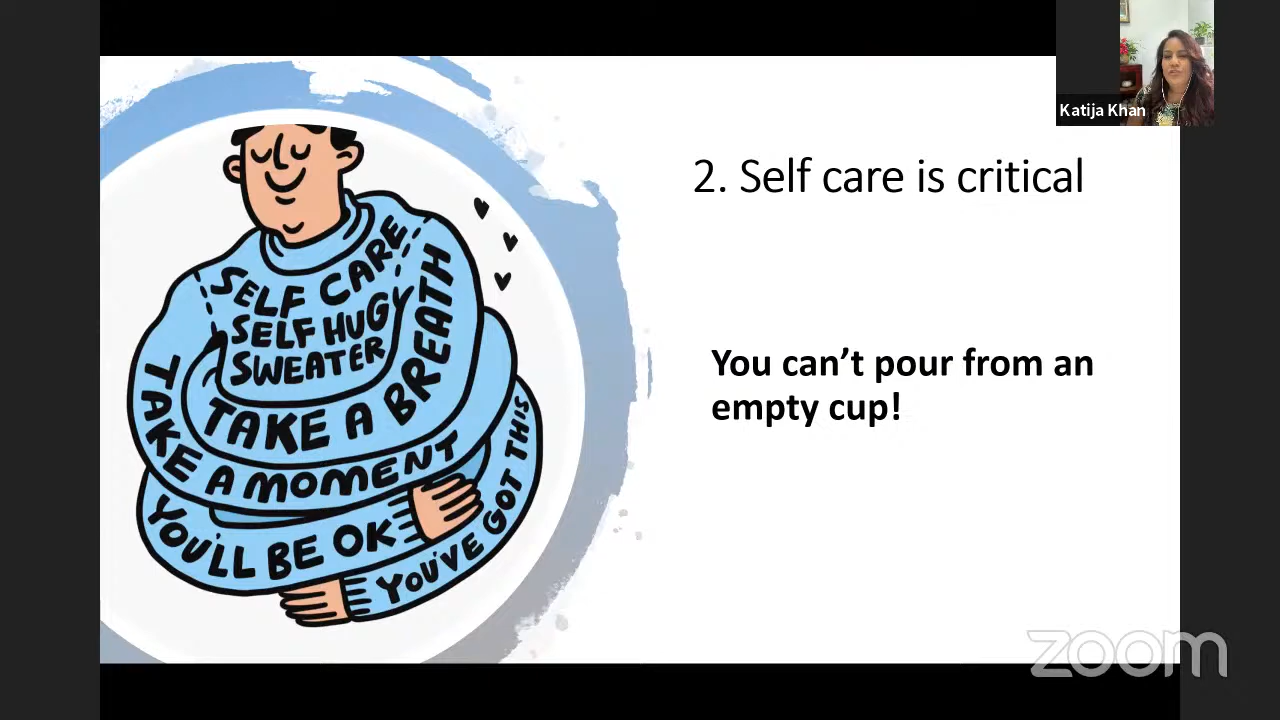 Katija Khan
2. Self care is critical
You can’t pour from an
empty cup!
SELF CARE
SELF HUG
SWEATER
TAKE A BREATH
TAKE A MOMENT
YOU'LL BE OK
YOU'VE GOT THIS
zoom